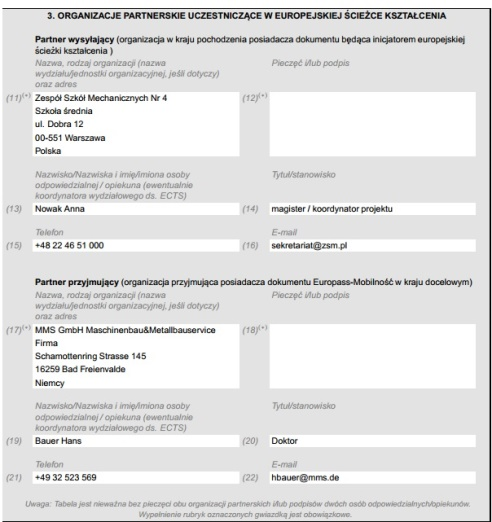 3. ORGANIZACJE PARTNERSKIE UCZESTNICZĄCE W EUROPEJSKIEJ ŚCIEŻCE KSZTAŁCENIA
Partner wysyłający (organizacja w kraju pochodzenia posiadacza dokumentu będąca inicjatorem europejskiej
ścieżki kształcenia )
Nazwa, rodzaj organizacji (nazwa
wydziału/jednostki organizacyjnej, jeśli dotyczy)
oraz adres
Pieczęć i/lub podpis
(11)(*) Zespół Szkół Mechanicznych Nr 4
Szkoła średnia
ul. Dobra 12
00-551 Warszawa
Polska
(12)(*)
Nazwisko/Nazwiska i imię/imiona osoby
odpowiedzialnej / opiekuna (ewentualnie
koordynatora wydziałowego ds. ECTS)
Tytuł/stanowisko
(13) Nowak Anna
(14) magister / koordynator projektu
Telefon
E-mail
(15) +48 22 46 51 000
(16) sekretariat@zsm.pl
Partner przyjmujący (organizacja przyjmująca posiadacza dokumentu Europass-Mobilność w kraju docelowym)
Nazwa, rodzaj organizacji (nazwa
wydziału/jednostki organizacyjnej, jeśli dotyczy)
oraz adres
Pieczęć i/lub podpis
(17)(*) MMS GmbH Maschinenbau&Metallbauservice
Firma
Schamottenring Strasse 145
16259 Bad Freienvalde
Niemcy
(18)(*)
Nazwisko/Nazwiska i imię/imiona osoby
odpowiedzialnej / opiekuna (ewentualnie
koordynatora wydziałowego ds. ECTS)
Tytuł/stanowisko
(19) Bauer Hans
(20) Doktor
Telefon
E-mail
(21) +49 32 523 569
(22) hbauer@mms.de
Uwaga: Tabela jest nieważna bez pieczęci obu organizacji partnerskich i/lub podpisów dwóch osób odpowiedzialnych/opiekunów.
Wypełnienie rubryk oznaczonych gwiazdką jest obowiązkowe.